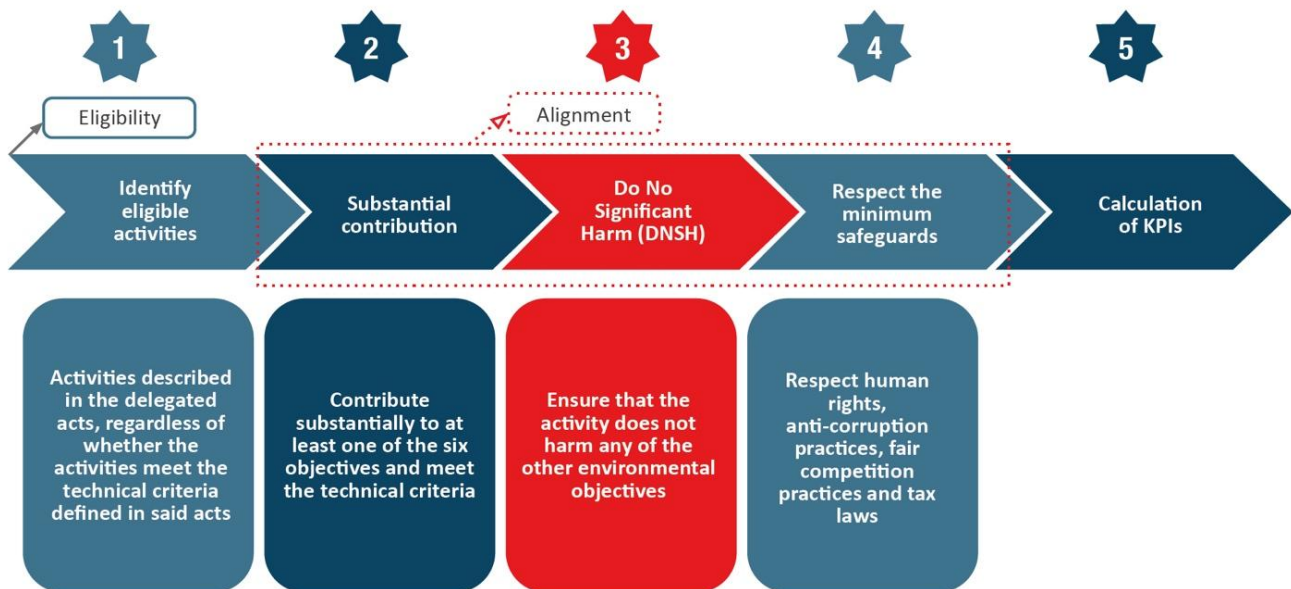 1
2
3
4
5
Eligibility
Alignment
Identify
eligible
activities
Substantial
contribution
Do No
Significant
Harm (DNSH)
Respect the
minimum
safeguards
Calculation
of KPIs
Activities described
in the delegated
acts, regardless of
whether the
activities meet the
technical criteria
defined in said acts
Contribute
substantially to at
least one of the six
objectives and meet
the technical criteria
Ensure that the
activity does not
harm any of the
other environmental
objectives
Respect human
rights,
anti-corruption
practices, fair
competition
practices and tax
laws